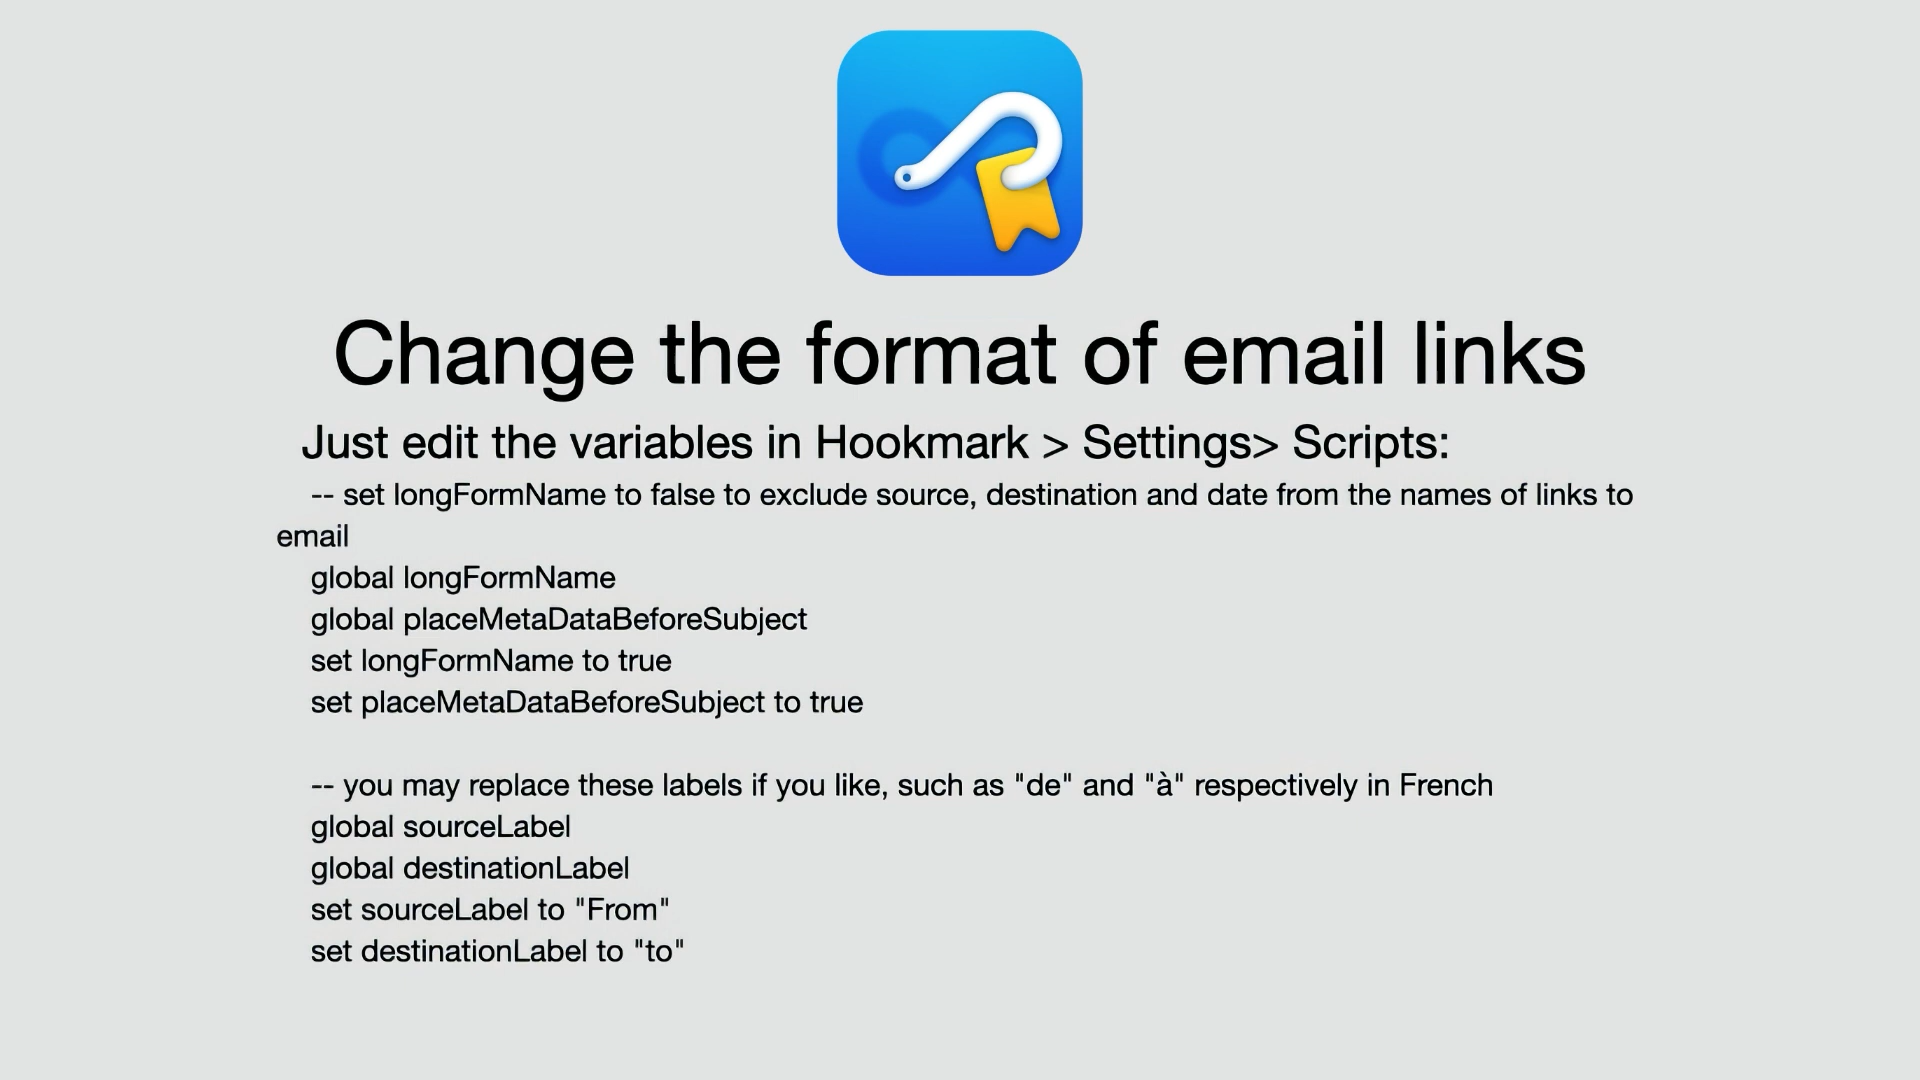 Change the format of email links
Just edit the variables in Hookmark > Settings> Scripts:
-- set longFormName to false to exclude source, destination and date from the names of links to
email
global longFormName
global placeMetaDataBeforeSubject
set longFormName to true
set placeMetaDataBeforeSubject to true
-- you may replace these labels if you like, such as "de" and "à" respectively in French
global sourceLabel
global destinationLabel
set sourceLabel to "From"
set destinationLabel to "to"